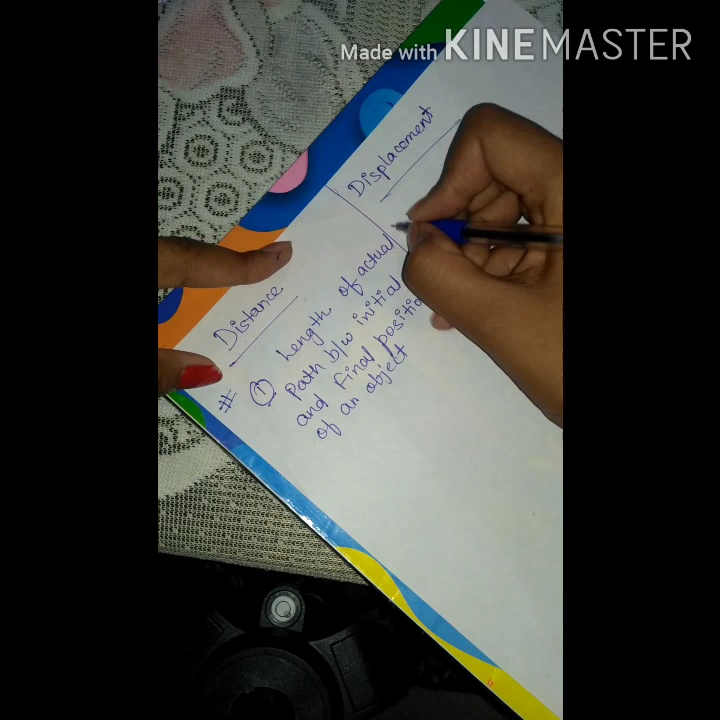 Made with KINEMASTER
Distance
Displacement
# ① Length of actual
Path b/w initial
and Final position
of an object